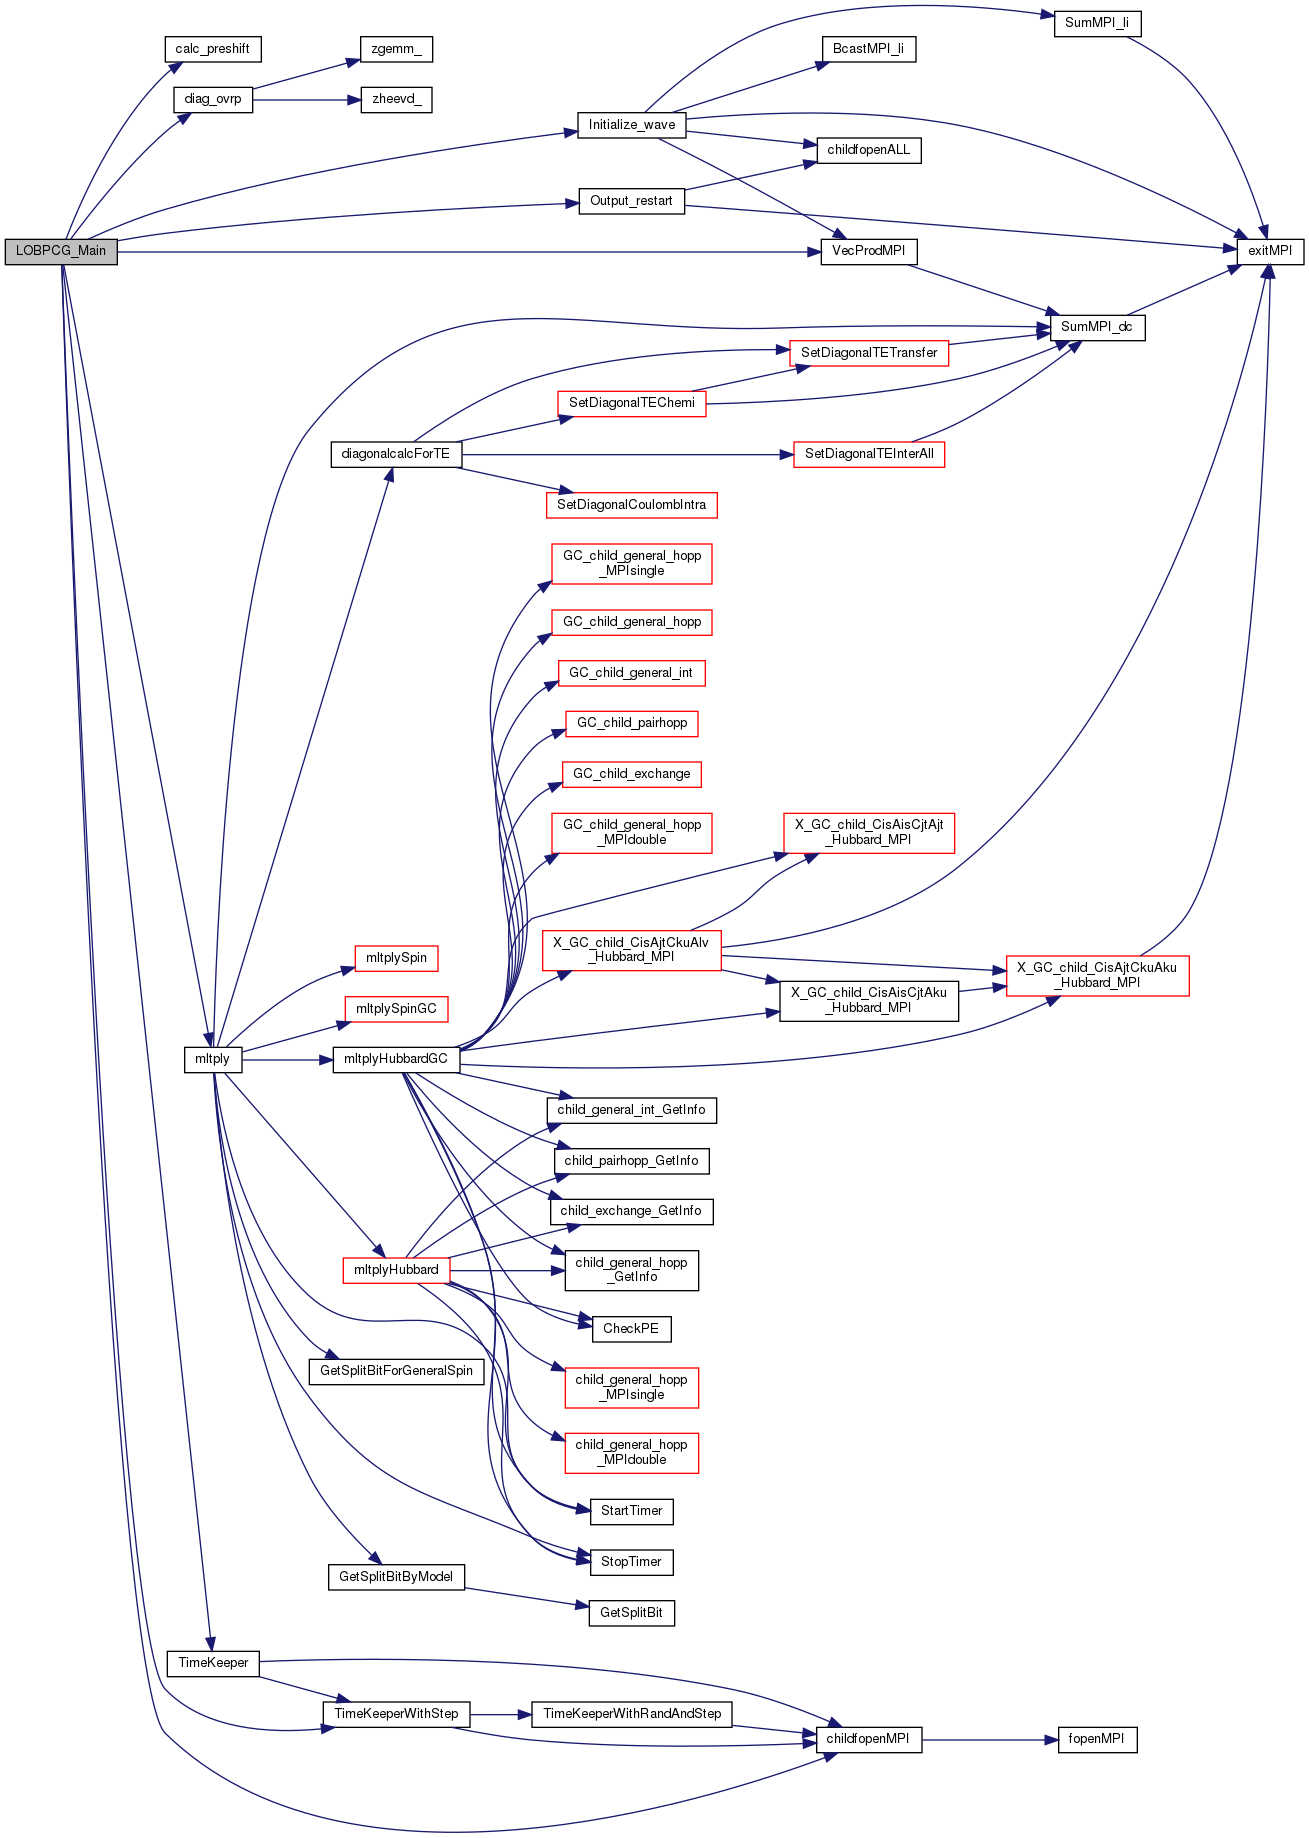 SumMPI_li
calc_preshift
zgemm_
BcastMPI_li
diag_ovrp
zheevd_
Initialize_wave
childfopenALL
Output_restart
LOBPCG_Main
VecProdMPI
exitMPI
SumMPI_dc
SetDiagonalTETransfer
SetDiagonalTEChemi
diagonalcalcForTE
SetDiagonalTEInterAll
SetDiagonalCoulombIntra
GC_child_general_hopp
_MPIsingle
GC_child_general_hopp
GC_child_general_int
GC_child_pairhopp
GC_child_exchange
GC_child_general_hopp
_MPIdouble
X_GC_child_CisAisCjtAjt
_Hubbard_MPI
X_GC_child_CisAjtCkuAlv
_Hubbard_MPI
mltplySpin
X_GC_child_CisAjtCkuAku
_Hubbard_MPI
X_GC_child_CisAisCjtAku
_Hubbard_MPI
mltplySpinGC
mltply
mltplyHubbardGC
child_general_int_GetInfo
child_pairhopp_GetInfo
child_exchange_GetInfo
mltplyHubbard
child_general_hopp
_GetInfo
CheckPE
GetSplitBitForGeneralSpin
child_general_hopp
_MPIsingle
child_general_hopp
_MPIdouble
StartTimer
StopTimer
GetSplitBitByModel
GetSplitBit
TimeKeeper
TimeKeeperWithStep
TimeKeeperWithRandAndStep
childfopenMPI
fopenMPI